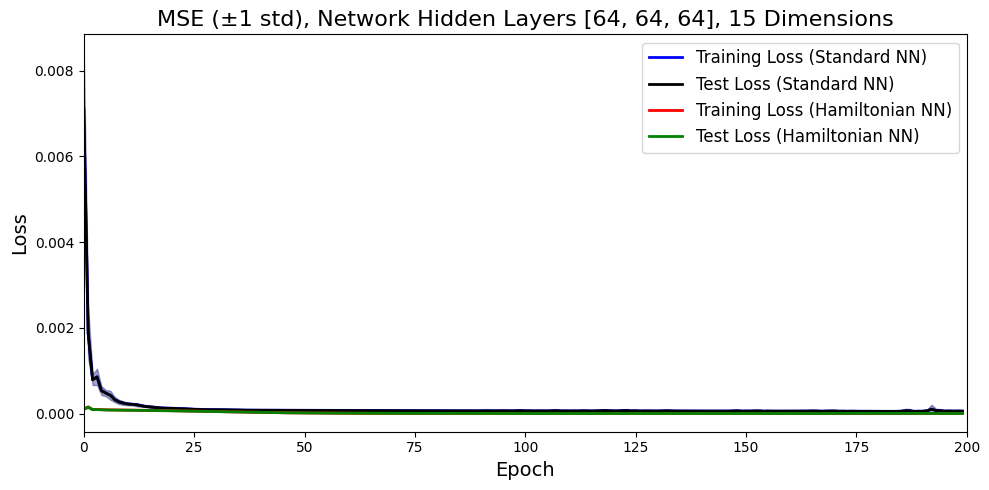 MSE (±1 std), Network Hidden Layers [64, 64, 64], 15 Dimensions
Training Loss (Standard NN)
Test Loss (Standard NN)
Training Loss (Hamiltonian NN)
Test Loss (Hamiltonian NN)
Loss
0.008
0.006
0.004
0.002
0.000
0 25 50 75 100 125 150 175 200
Epoch